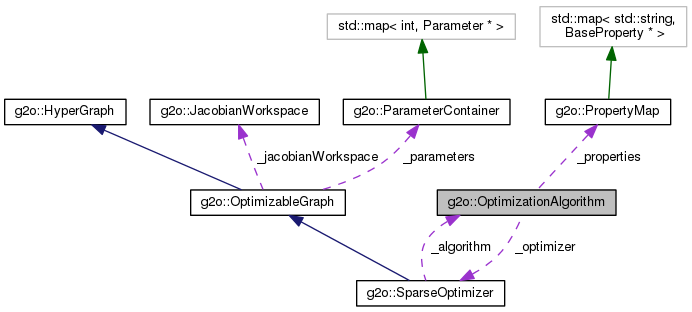 std::map< int, Parameter * >
std::map< std::string,
BaseProperty * >
g2o::HyperGraph
g2o::JacobianWorkspace
g2o::ParameterContainer
g2o::PropertyMap
_jacobianWorkspace
_parameters
_properties
g2o::OptimizableGraph
g2o::OptimizationAlgorithm
_algorithm
_optimizer
g2o::SparseOptimizer